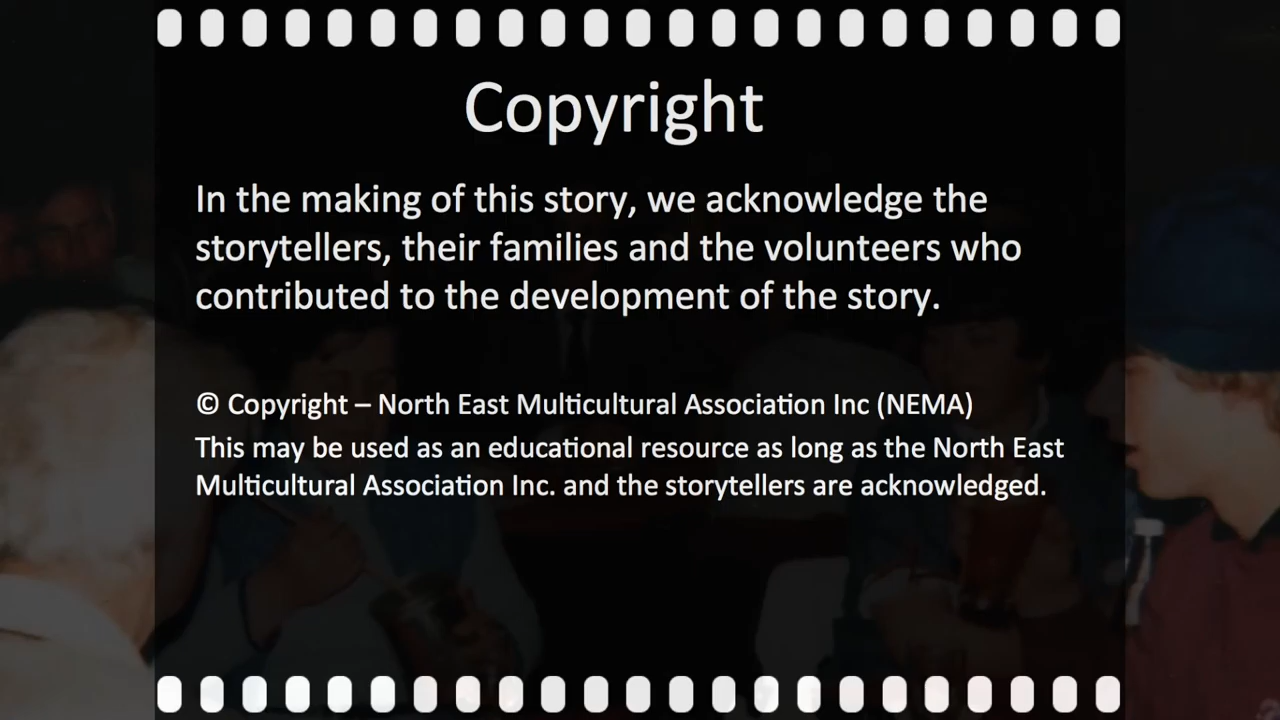 Copyright
In the making of this story, we acknowledge the
storytellers, their families and the volunteers who
contributed to the development of the story.
© Copyright – North East Multicultural Association Inc (NEMA)
This may be used as an educational resource as long as the North East
Multicultural Association Inc. and the storytellers are acknowledged.